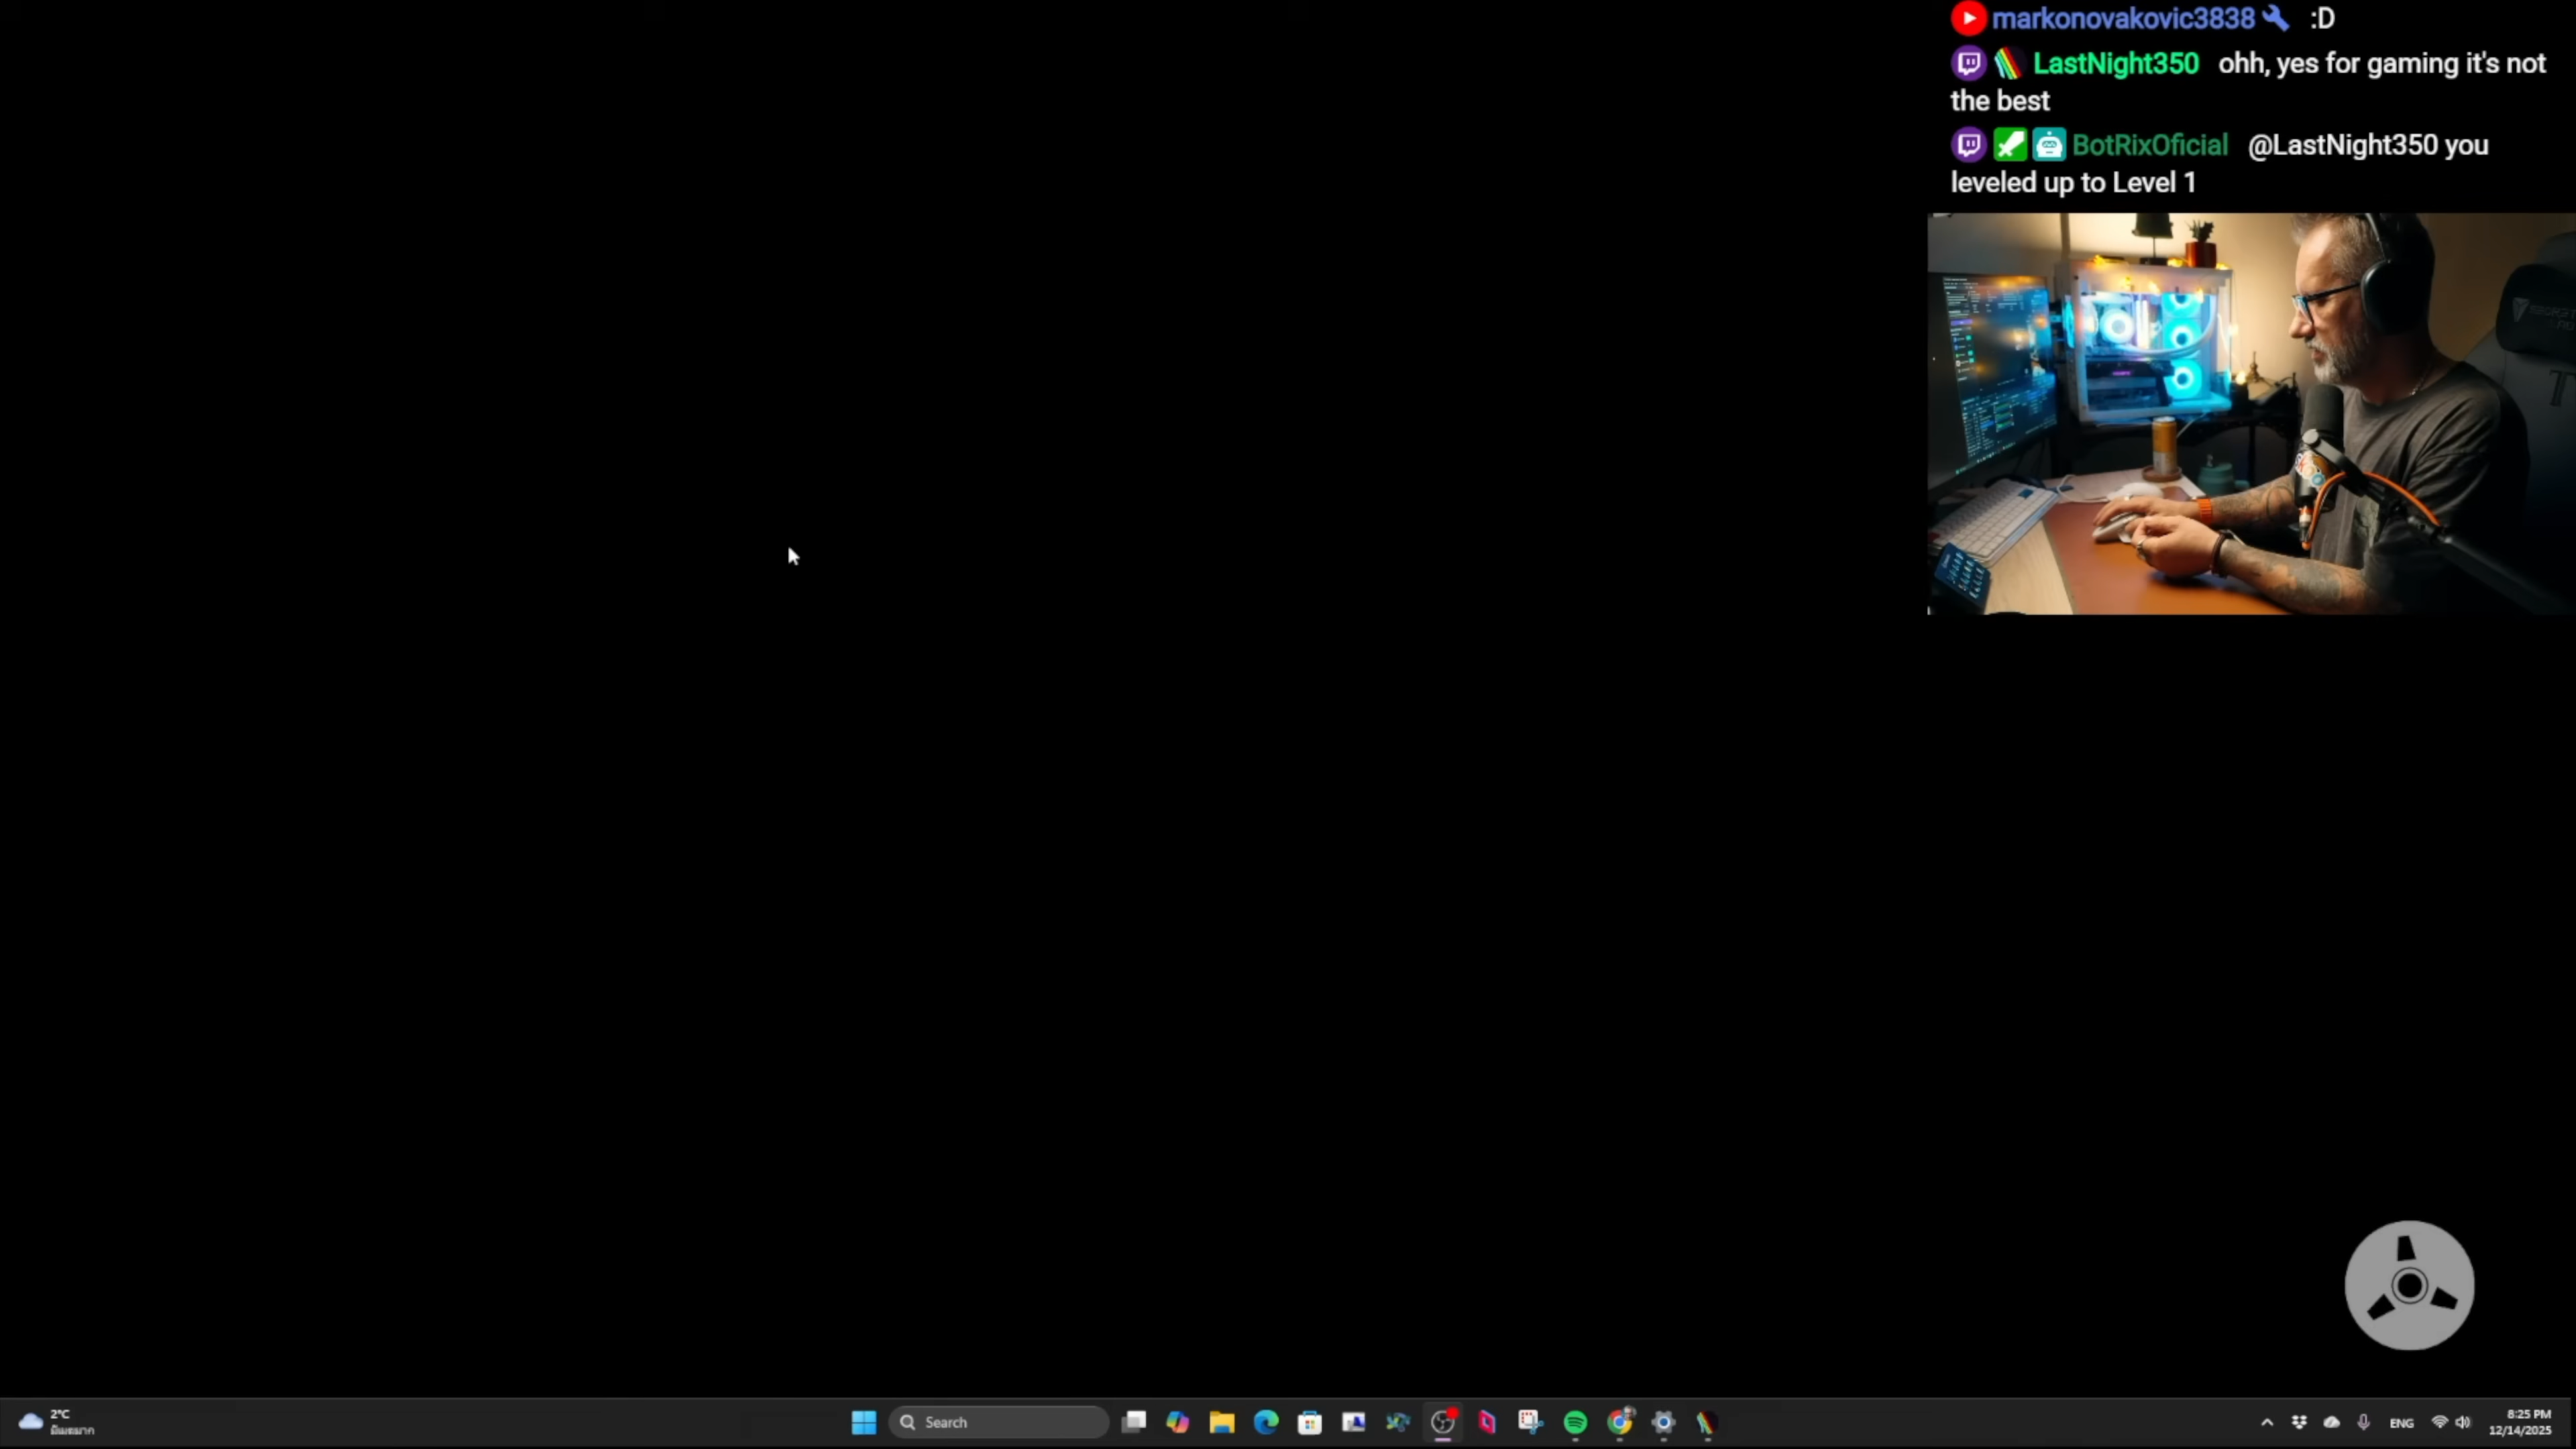 markonovakovic3838 :D
LastNight350 ohh, yes for gaming it's not
the best
BotRixOficial @LastNight350 you
leveled up to Level 1
2°C
Search
ENG
8:25 PM
12/14/2025